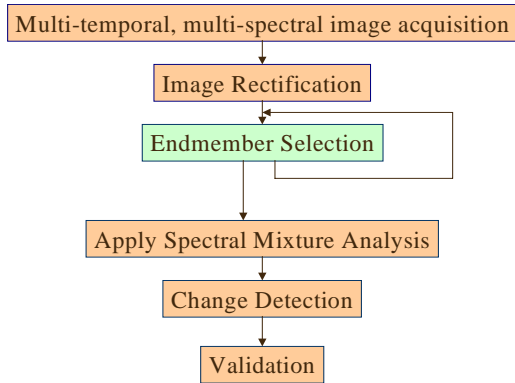 Multi-temporal, multi-spectral image acquisition
Image Rectification
Endmember Selection
Apply Spectral Mixture Analysis
Change Detection
Validation